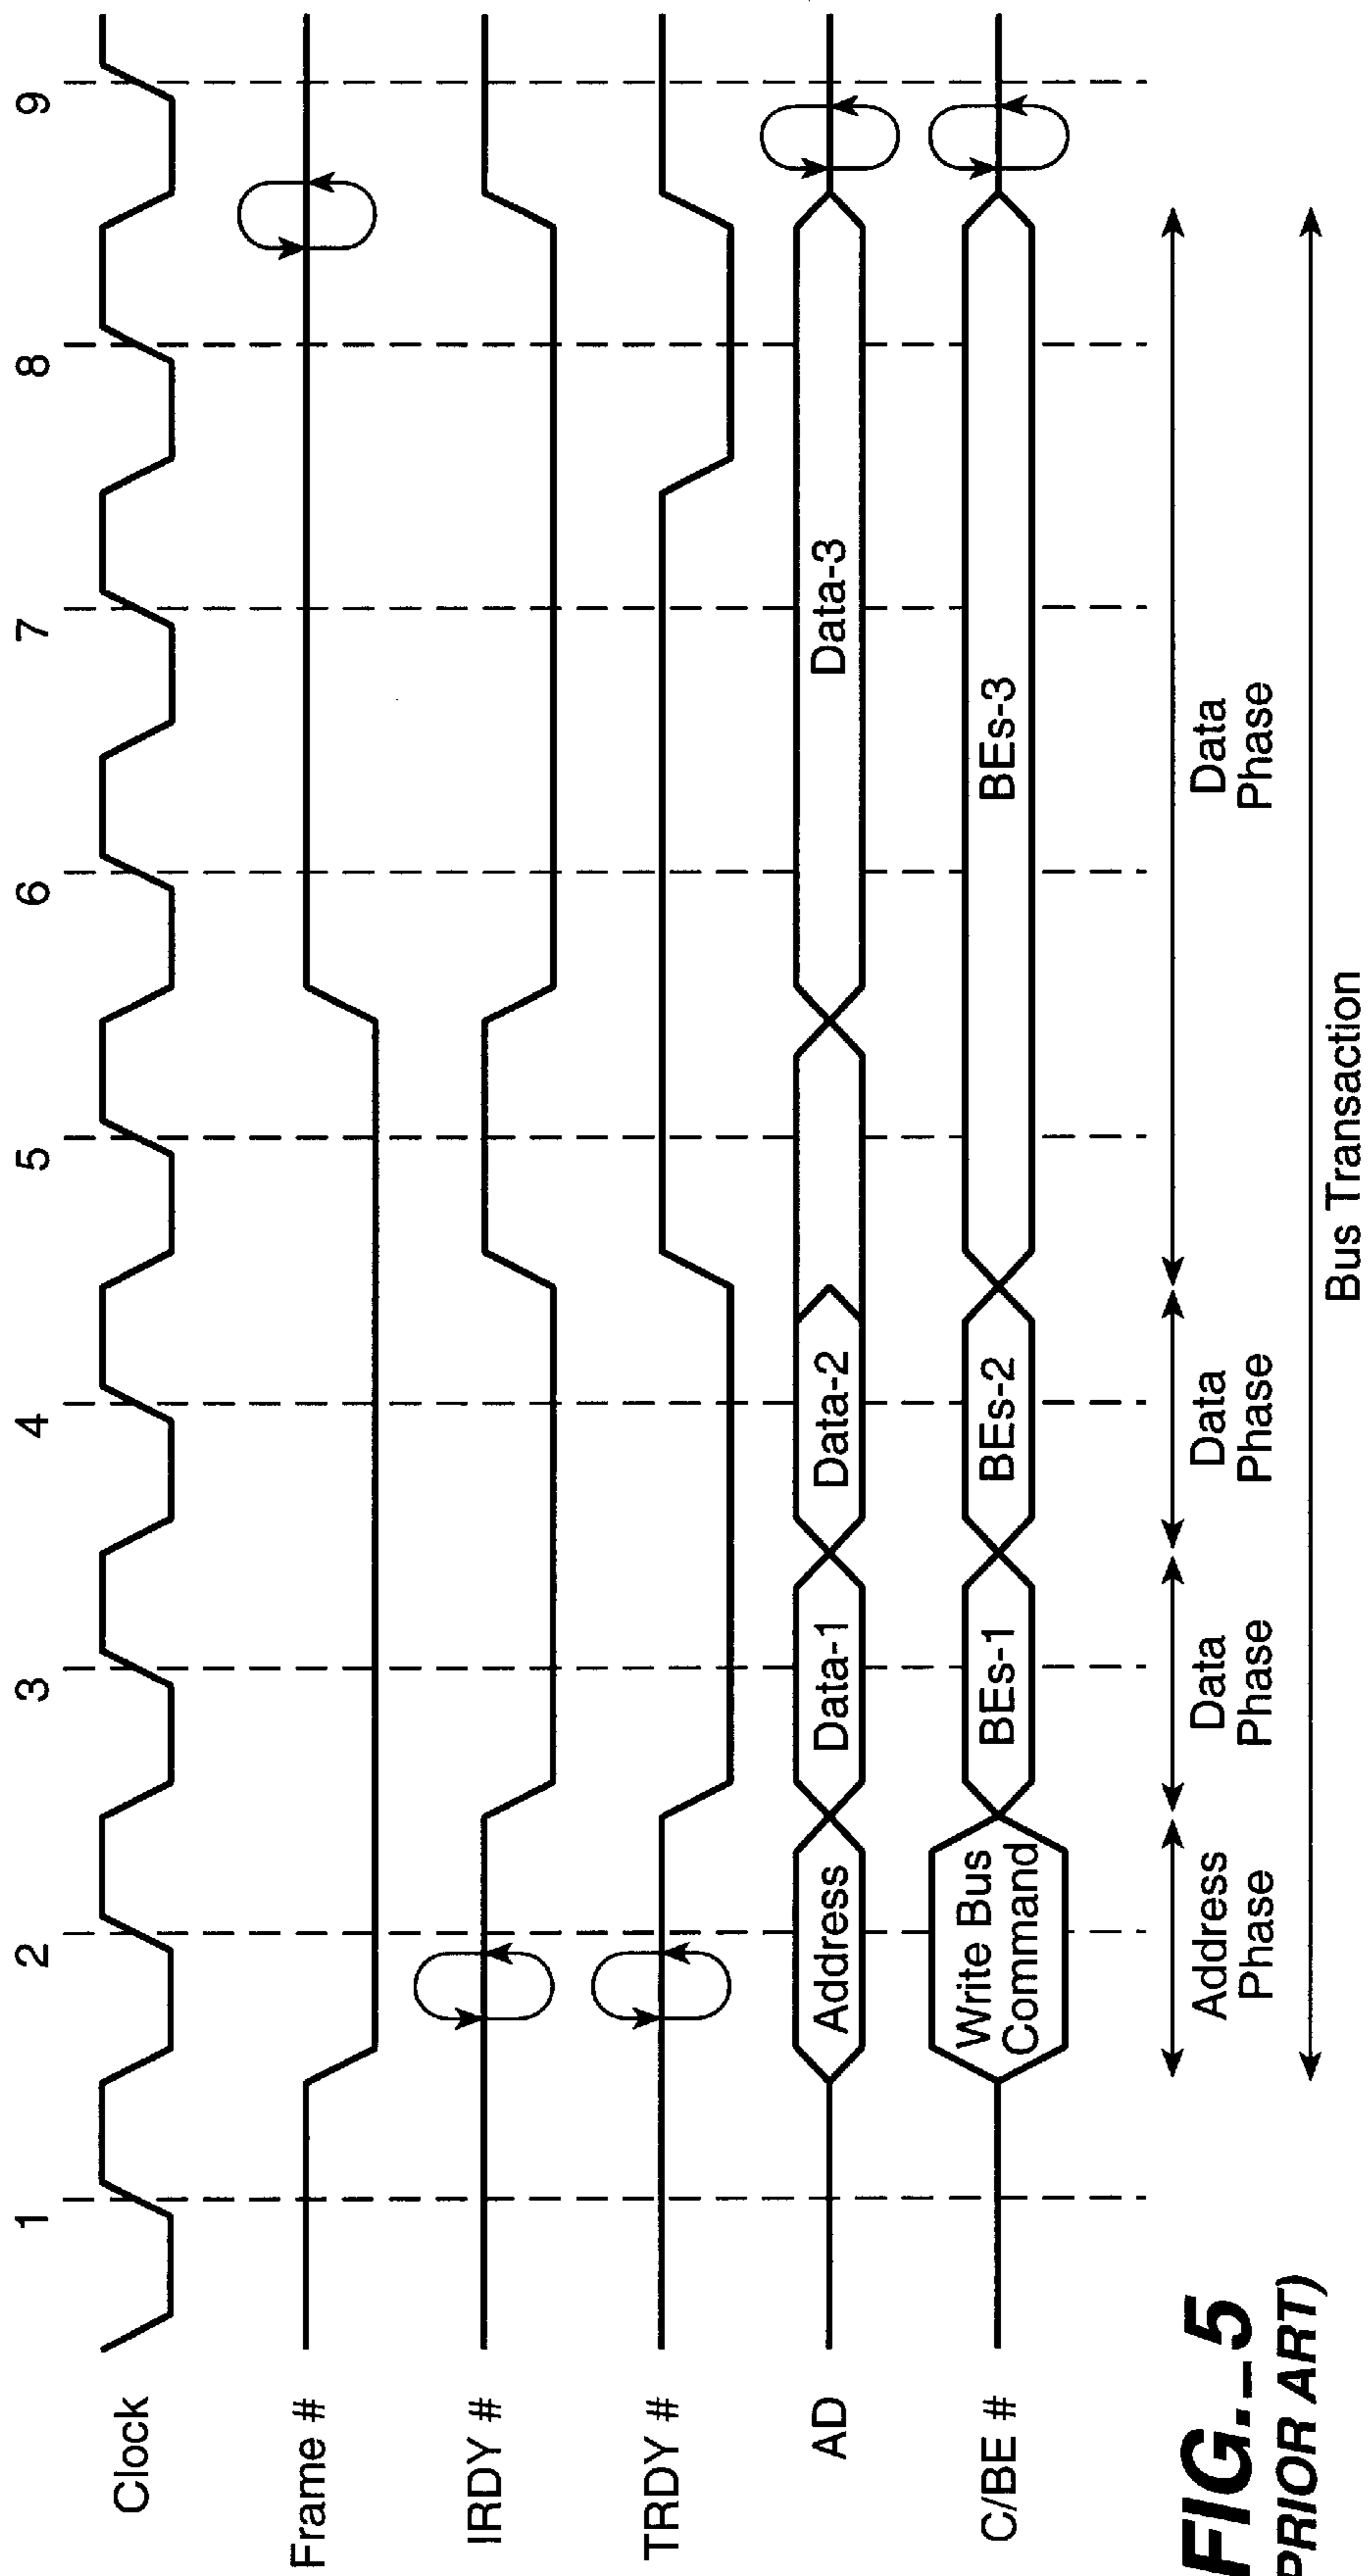 1 2 3 4 5 6 7 8 9
Clock
Frame #
IRDY #
TRDY #
AD
Address
Data-1
Data-2
Data-3
C/BE #
Write Bus
Command
BEs-1
BEs-2
BEs-3
Address
Phase
Data
Phase
Data
Phase
Data
Phase
Bus Transaction
FIG._5
PRIOR ART)